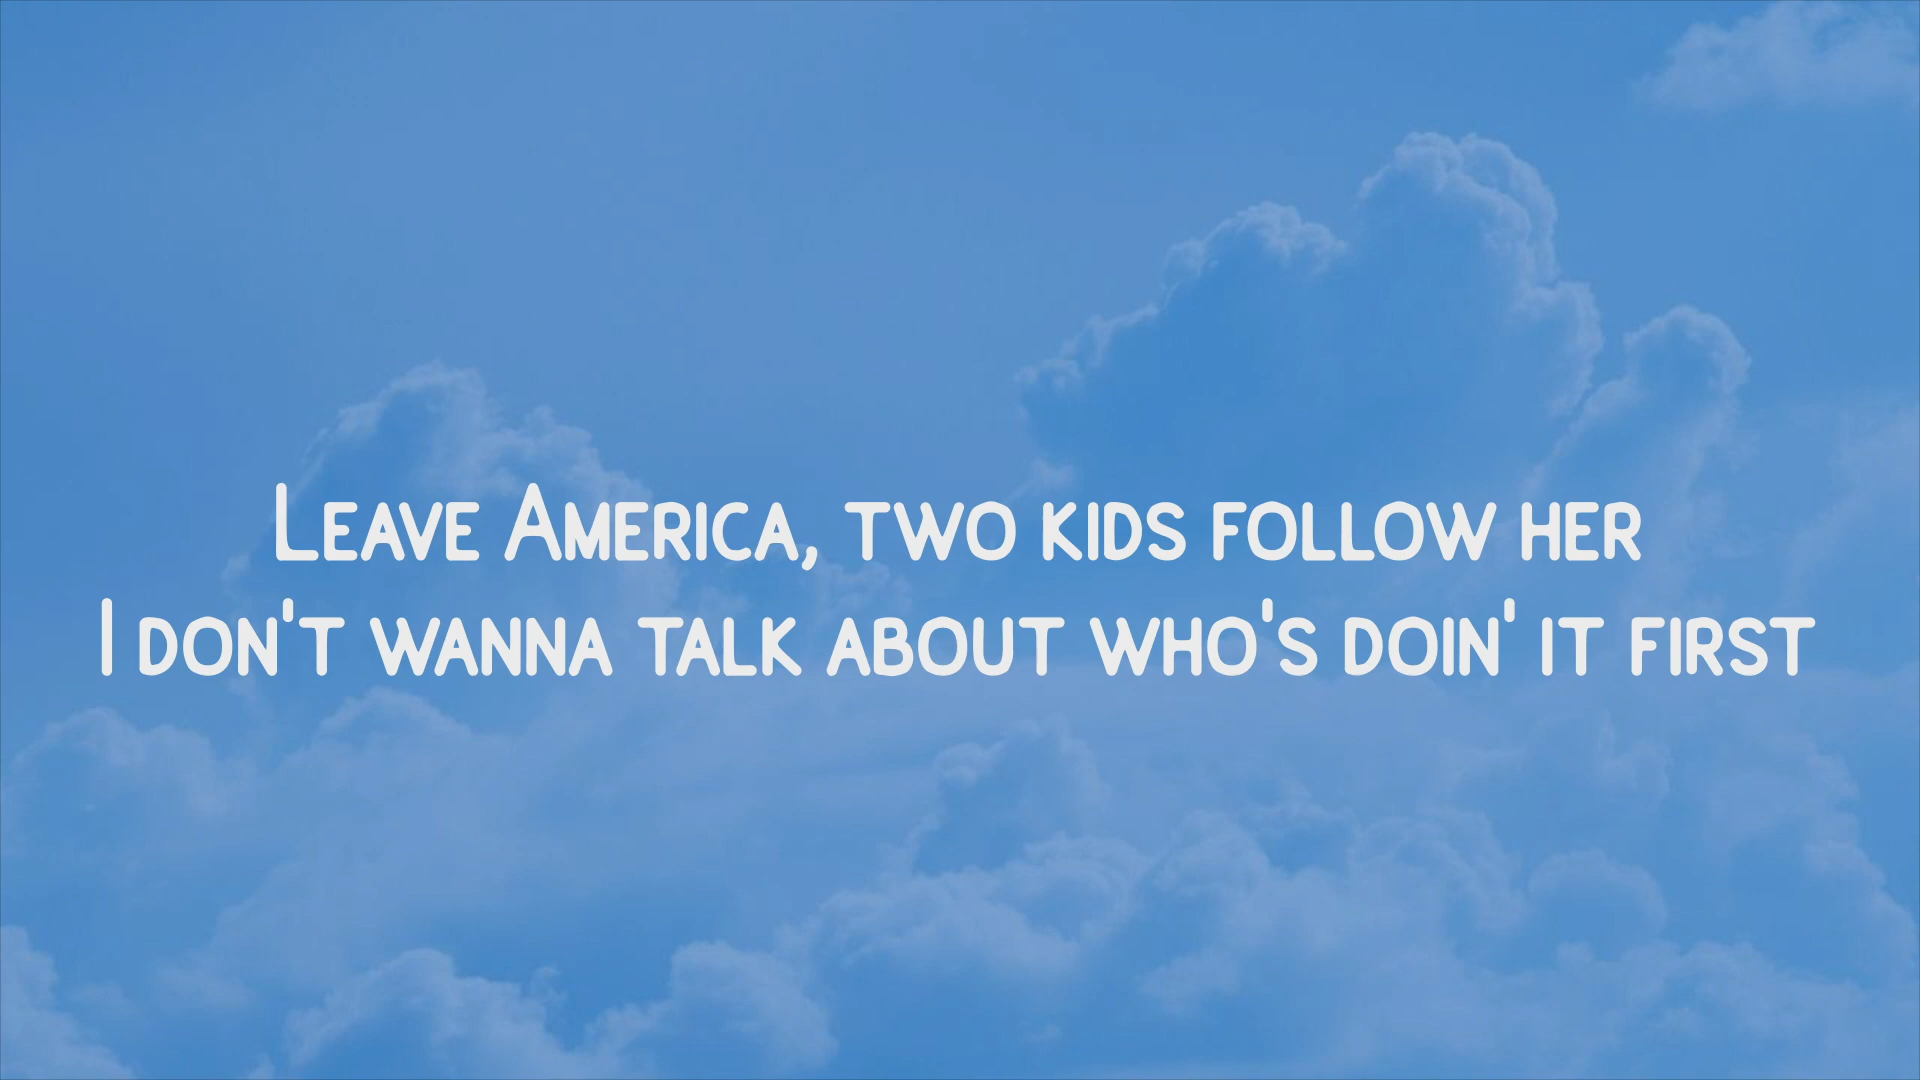 Leave America, two kids follow her
I don't wanna talk about who's doin' it first